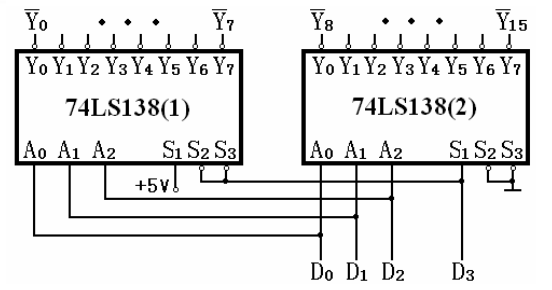 Y̅0 • • • Y̅7 Y̅8 • • • Y̅15
Y0 Y1 Y2 Y3 Y4 Y5 Y6 Y7 Y0 Y1 Y2 Y3 Y4 Y5 Y6 Y7
74LS138(1) 74LS138(2)
A0 A1 A2 S1 S2 S3 A0 A1 A2 S1 S2 S3
+5V
D0 D1 D2 D3